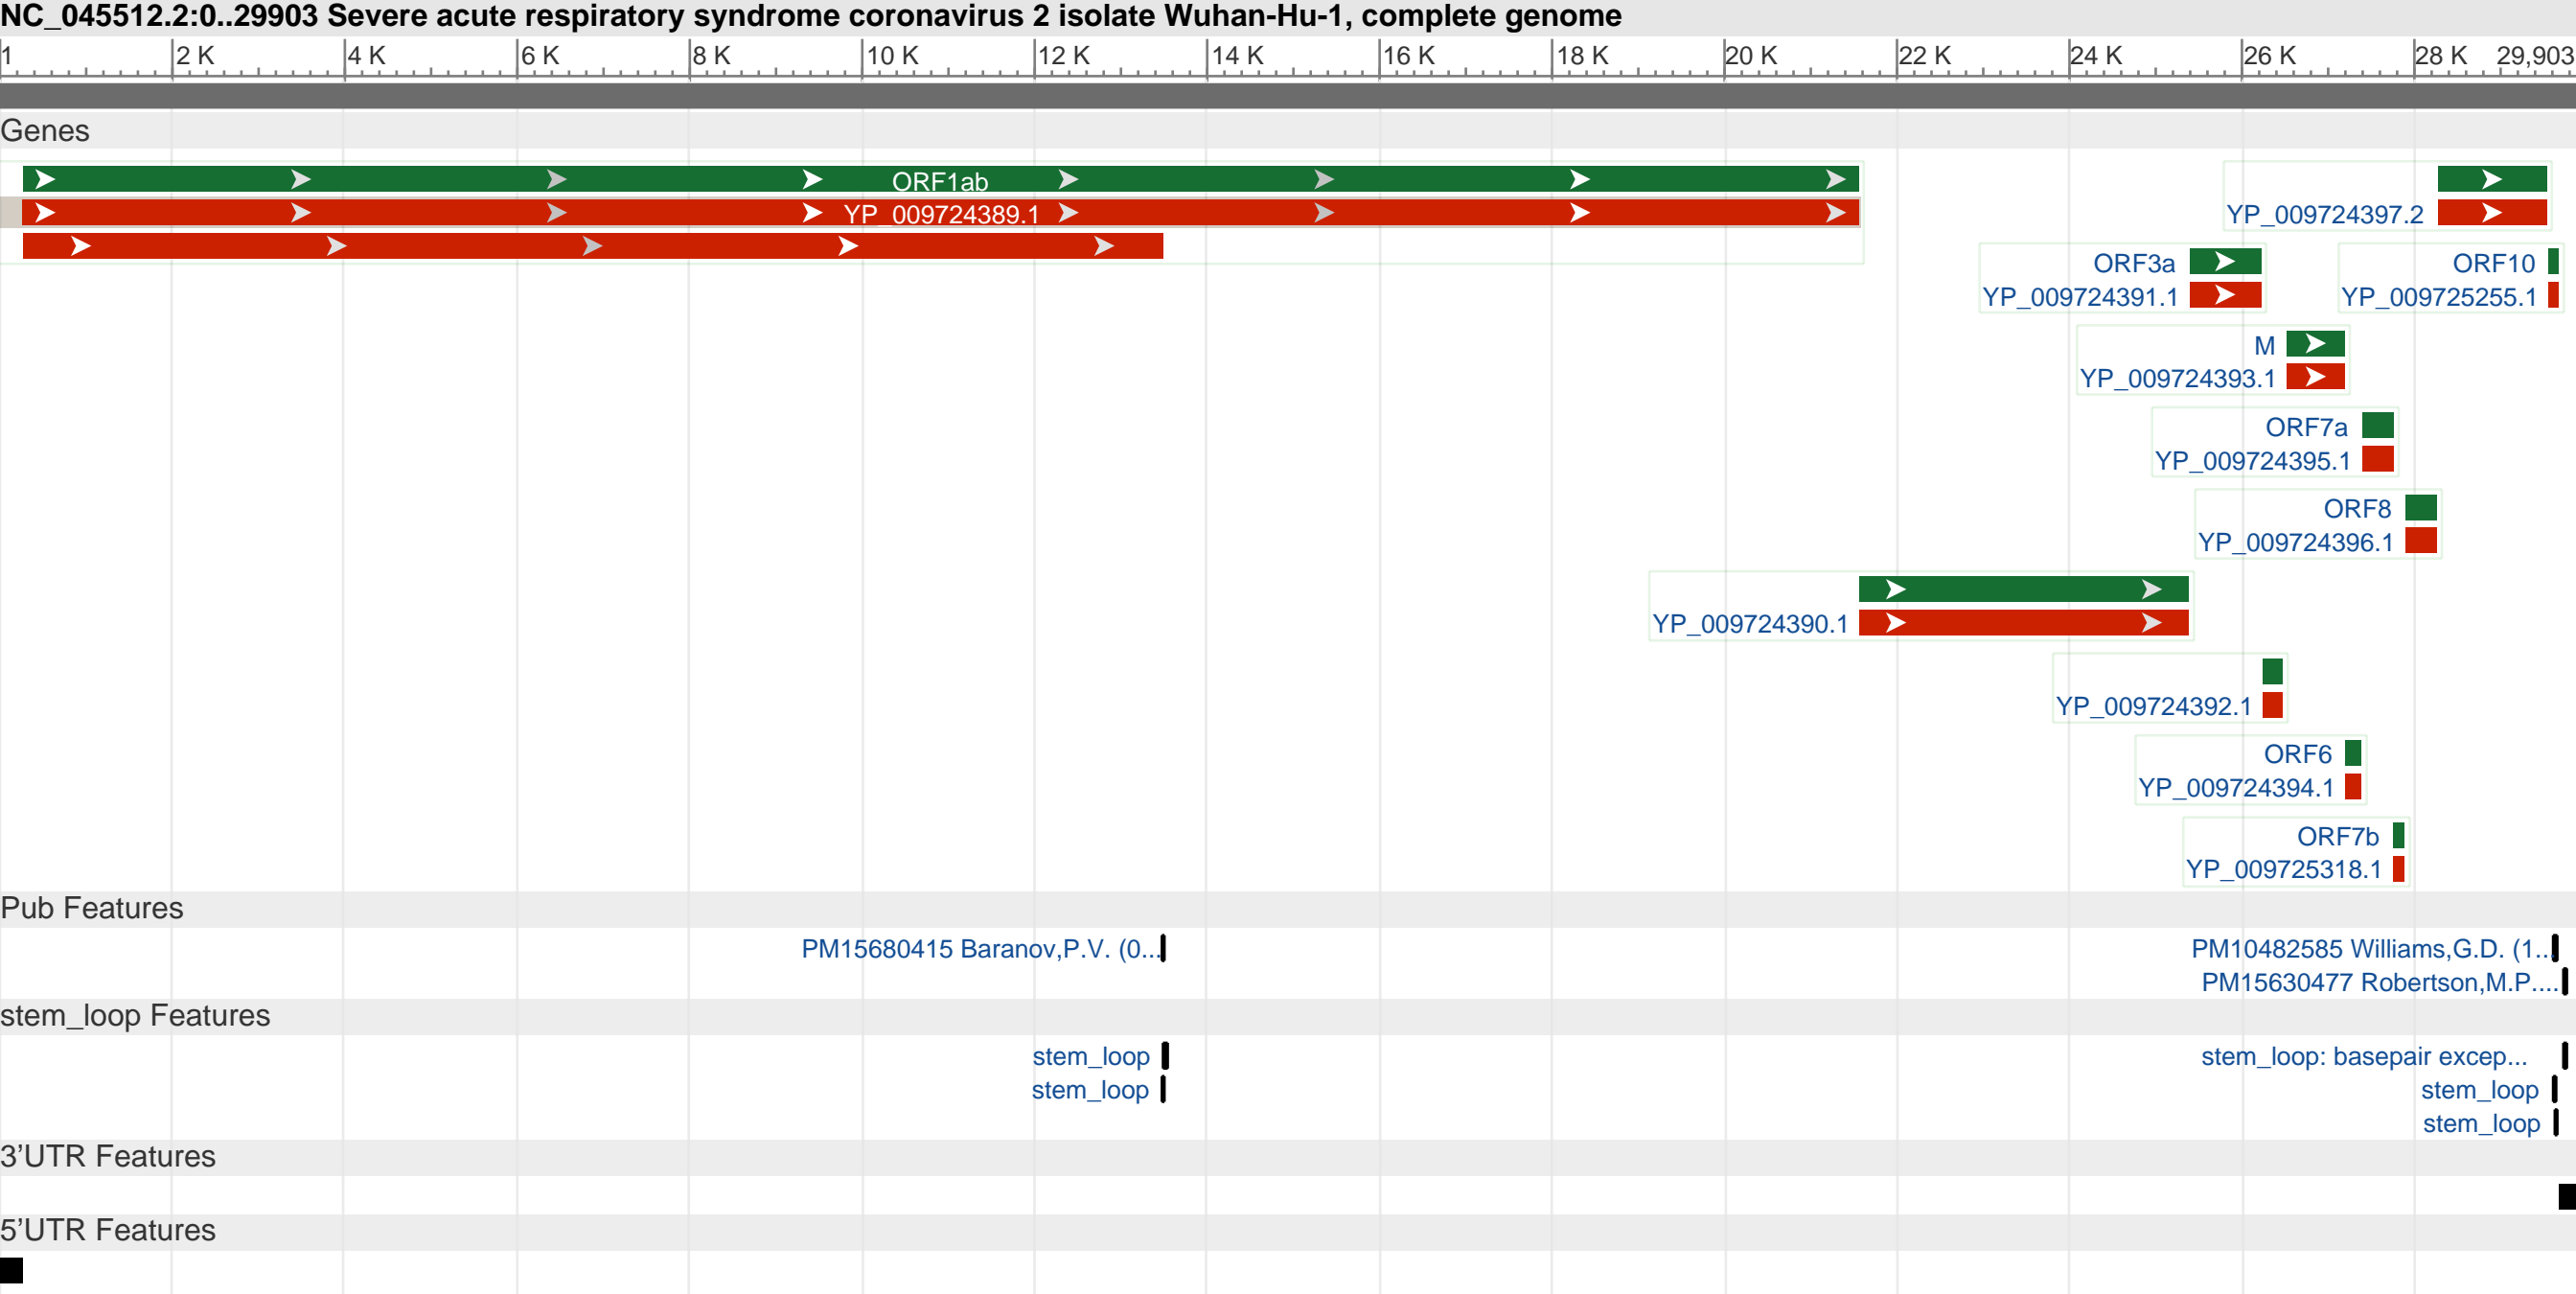 NC_045512.2:0..29903 Severe acute respiratory syndrome coronavirus 2 isolate Wuhan-Hu-1, complete genome
1 2 K 4 K 6 K 8 K 10 K 12 K 14 K 16 K 18 K 20 K 22 K 24 K 26 K 28 K 29,903
Genes
ORF1ab
YP_009724389.1 YP_009724397.2
ORF3a ORF10
YP_009724391.1 YP_009725255.1
M
YP_009724393.1
ORF7a
YP_009724395.1
ORF8
YP_009724396.1
YP_009724390.1
YP_009724392.1
ORF6
YP_009724394.1
ORF7b
YP_009725318.1
Pub Features
PM15680415 Baranov,P.V. (0... PM10482585 Williams,G.D. (1...
PM15630477 Robertson,M.P....
stem_loop Features
stem_loop stem_loop: basepair excep...
stem_loop stem_loop
stem_loop
3’UTR Features
5’UTR Features